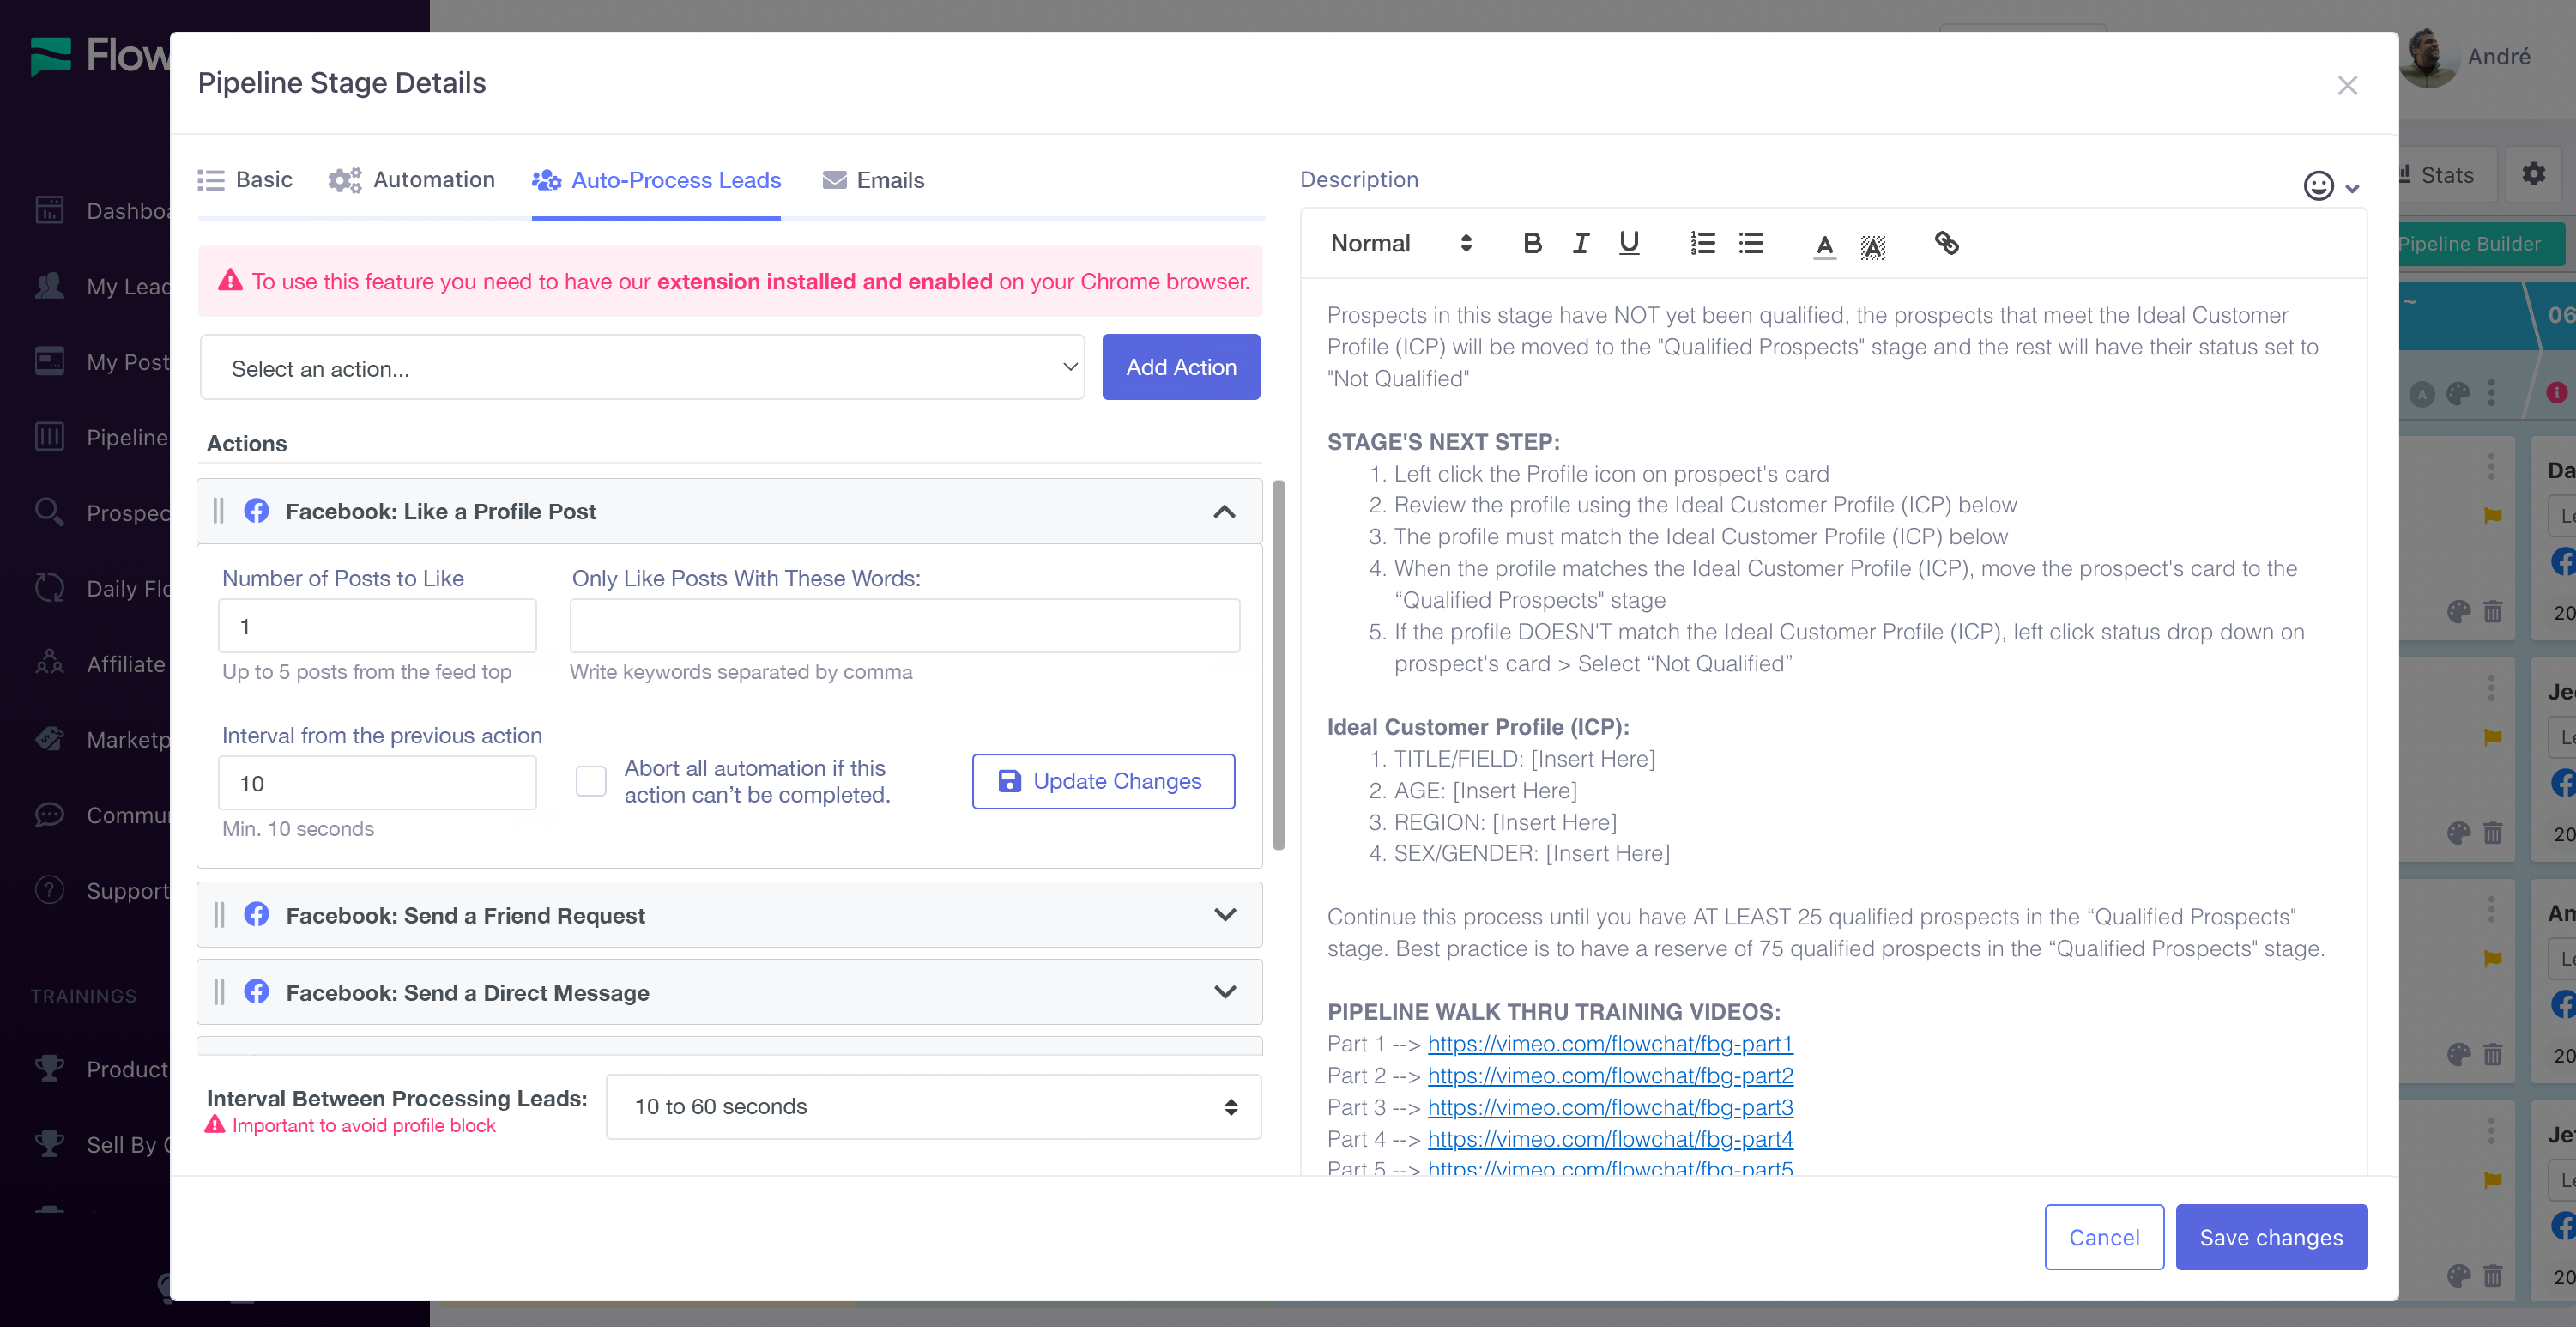 Flow
André
Dashboa
My Lead
My Post
Pipeline
Prospec
Daily Flo
Affiliate
Marketp
Commun
Support
TRAININGS
Product
Sell By
Pipeline Stage Details
Basic
Automation
Auto-Process Leads
Emails
To use this feature you need to have our extension installed and enabled on your Chrome browser.
Select an action...
Add Action
Actions
Facebook: Like a Profile Post
Number of Posts to Like
Only Like Posts With These Words:
1
Up to 5 posts from the feed top
Write keywords separated by comma
Interval from the previous action
10
Min. 10 seconds
Abort all automation if this
action can’t be completed.
Update Changes
Facebook: Send a Friend Request
Facebook: Send a Direct Message
Interval Between Processing Leads:
Important to avoid profile block
10 to 60 seconds
Description
Normal
Prospects in this stage have NOT yet been qualified, the prospects that meet the Ideal Customer
Profile (ICP) will be moved to the "Qualified Prospects" stage and the rest will have their status set to
"Not Qualified"
STAGE'S NEXT STEP:
1. Left click the Profile icon on prospect's card
2. Review the profile using the Ideal Customer Profile (ICP) below
3. The profile must match the Ideal Customer Profile (ICP) below
4. When the profile matches the Ideal Customer Profile (ICP), move the prospect's card to the
“Qualified Prospects" stage
5. If the profile DOESN'T match the Ideal Customer Profile (ICP), left click status drop down on
prospect's card > Select “Not Qualified”
Ideal Customer Profile (ICP):
1. TITLE/FIELD: [Insert Here]
2. AGE: [Insert Here]
3. REGION: [Insert Here]
4. SEX/GENDER: [Insert Here]
Continue this process until you have AT LEAST 25 qualified prospects in the “Qualified Prospects"
stage. Best practice is to have a reserve of 75 qualified prospects in the “Qualified Prospects" stage.
PIPELINE WALK THRU TRAINING VIDEOS:
Part 1 --> https://vimeo.com/flowchat/fbg-part1
Part 2 --> https://vimeo.com/flowchat/fbg-part2
Part 3 --> https://vimeo.com/flowchat/fbg-part3
Part 4 --> https://vimeo.com/flowchat/fbg-part4
Part 5 --> https://vimeo.com/flowchat/fbg-part5
Cancel
Save changes
Stats
Pipeline Builder
~
06
A
Da
Le
20
Je
Le
20
Am
Le
20
Je
Le
20